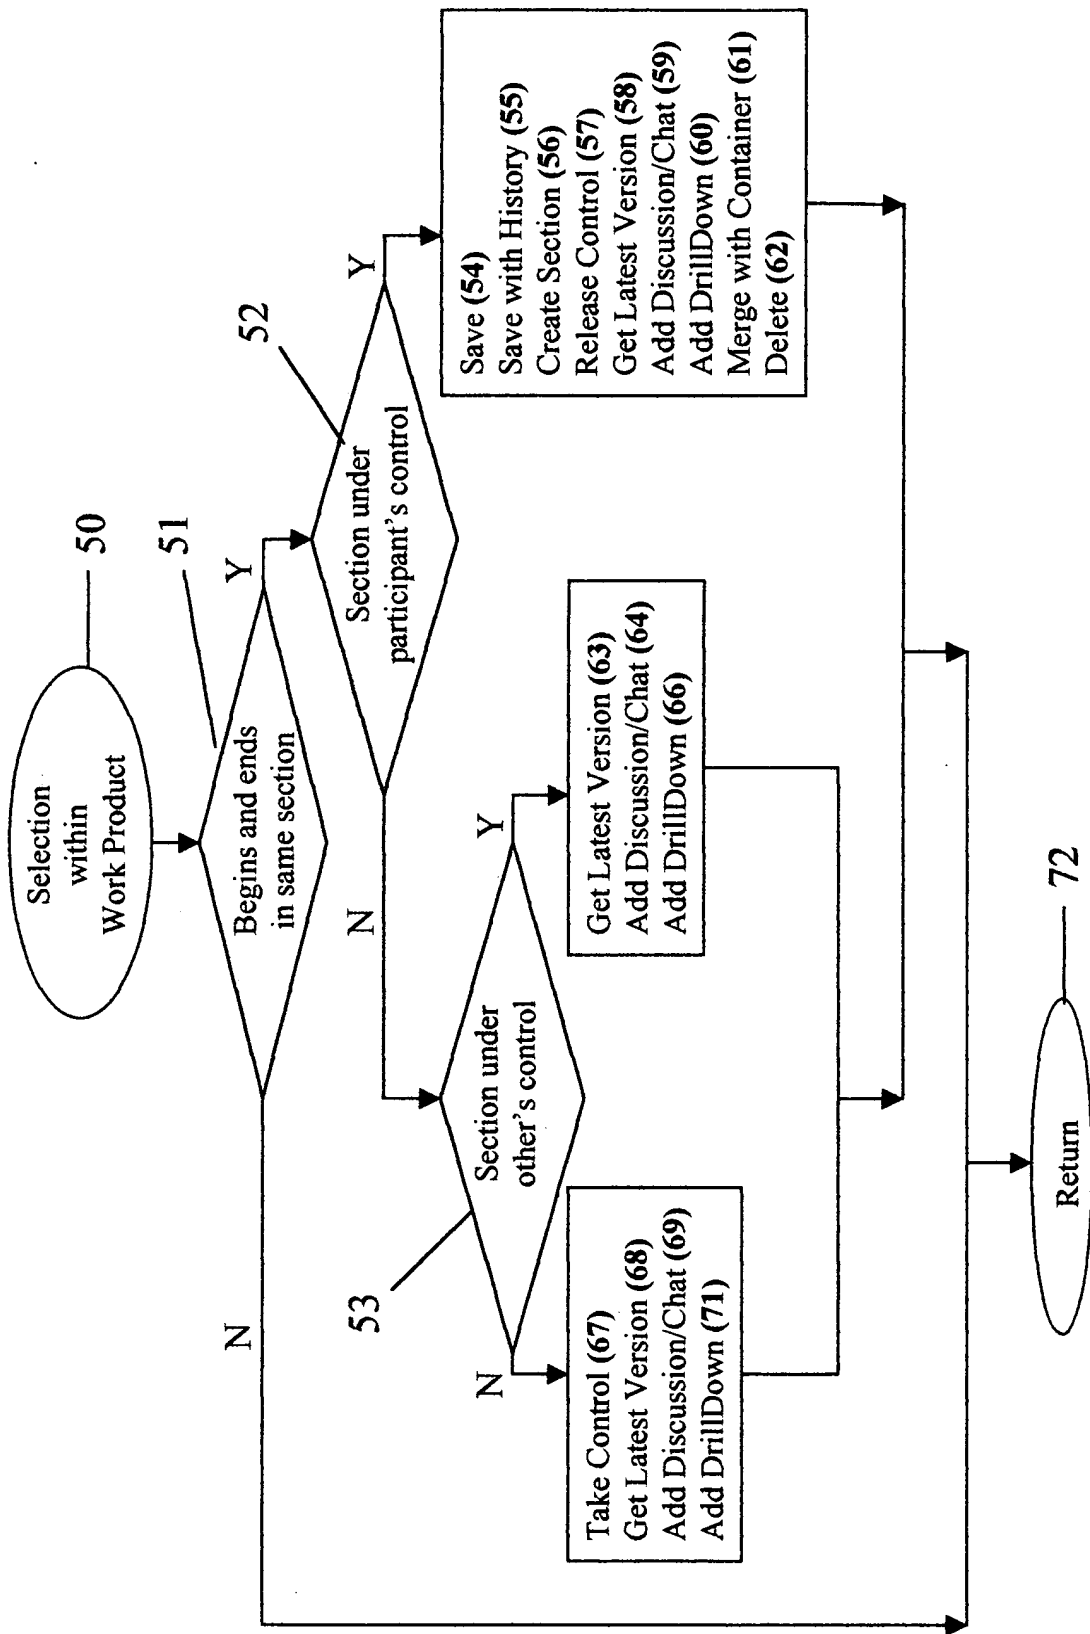 Selection
within
Work Product
50
Begins and ends
in same section
51
Y
N
Section under
participant's control
52
Y
N
Save (54)
Save with History (55)
Create Section (56)
Release Control (57)
Get Latest Version (58)
Add Discussion/Chat (59)
Add DrillDown (60)
Merge with Container (61)
Delete (62)
Section under
other's control
53
Y
N
Get Latest Version (63)
Add Discussion/Chat (64)
Add DrillDown (66)
Take Control (67)
Get Latest Version (68)
Add Discussion/Chat (69)
Add DrillDown (71)
Return
72